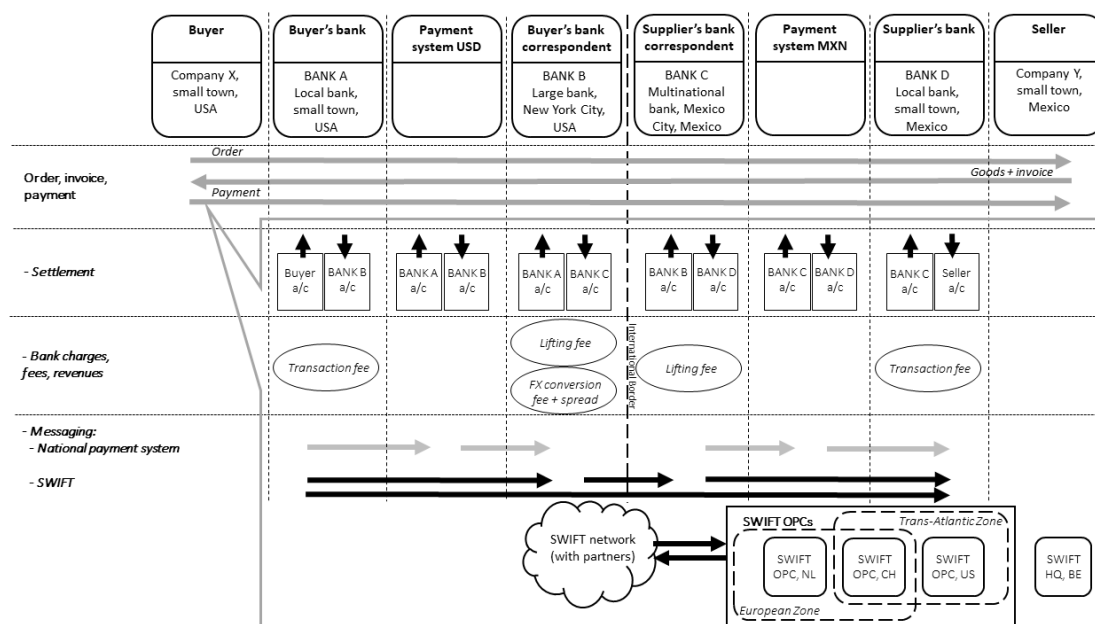 Buyer
Company X,
small town,
USA
Buyer's bank
BANK A
Local bank,
small town,
USA
Payment
system USD
Buyer's bank
correspondent
BANK B
Large bank,
New York City,
USA
Supplier's bank
correspondent
BANK C
Multinational
bank, Mexico
City, Mexico
Payment
system MXN
Supplier's bank
BANK D
Local bank,
small town,
Mexico
Seller
Company Y,
small town,
Mexico
Order, invoice,
payment
Order
Goods + invoice
Payment
- Settlement
Buyer
a/c
BANK B
a/c
BANK A
a/c
BANK B
a/c
BANK A
a/c
BANK C
a/c
BANK B
a/c
BANK D
a/c
BANK C
a/c
BANK D
a/c
BANK C
a/c
Seller
a/c
- Bank charges,
fees, revenues
Transaction fee
Lifting fee
FX conversion
fee + spread
International Border
Lifting fee
Transaction fee
- Messaging:
- National payment system
- SWIFT
SWIFT network
(with partners)
SWIFT OPCs
Trans-Atlantic Zone
SWIFT
OPC, NL
SWIFT
OPC, CH
SWIFT
OPC, US
European Zone
SWIFT
HQ, BE